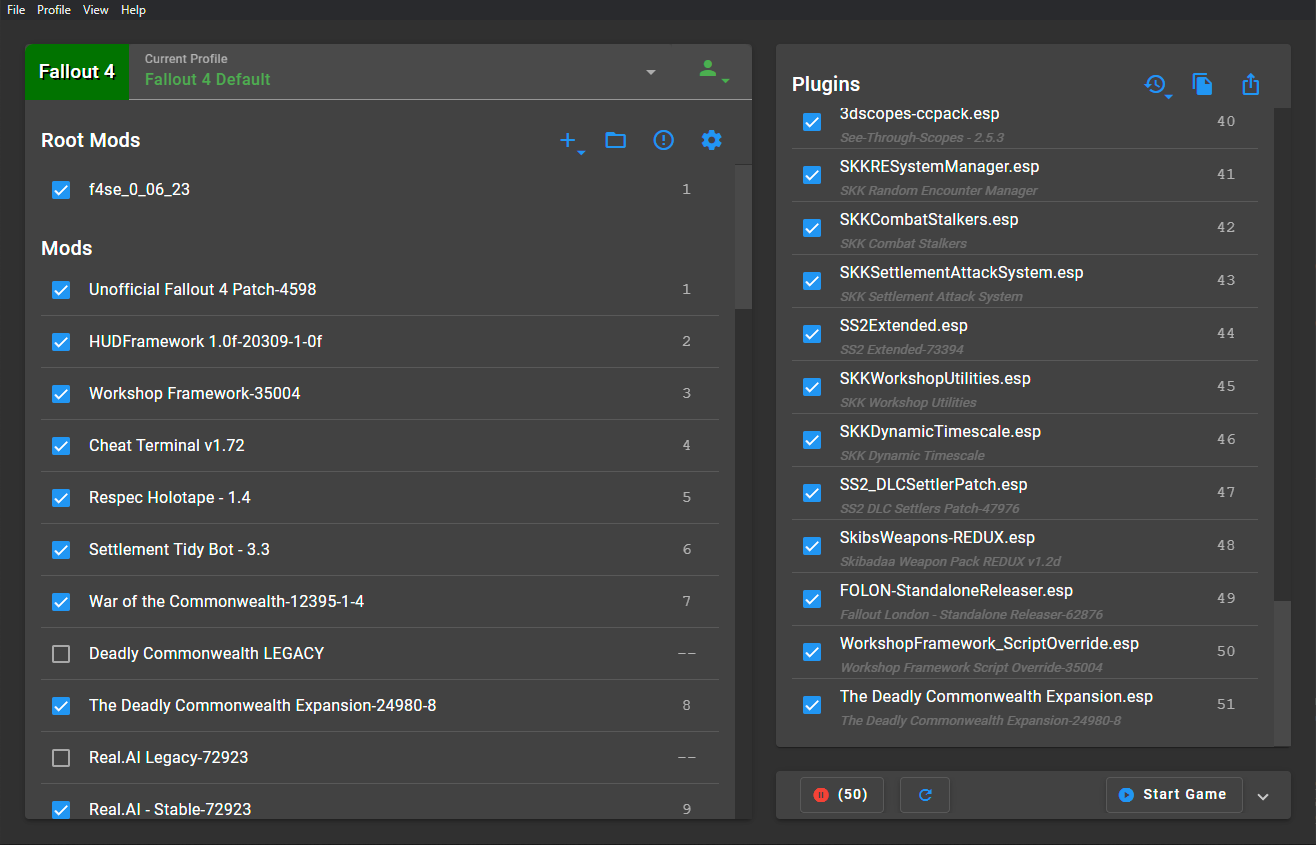 File Profile View Help
Fallout 4
Current Profile
Fallout 4 Default
Root Mods
f4se_0_06_23 1
Mods
Unofficial Fallout 4 Patch-4598 1
HUDFramework 1.0f-20309-1-0f 2
Workshop Framework-35004 3
Cheat Terminal v1.72 4
Respec Holotape - 1.4 5
Settlement Tidy Bot - 3.3 6
War of the Commonwealth-12395-1-4 7
Deadly Commonwealth LEGACY --
The Deadly Commonwealth Expansion-24980-8 8
Real.AI Legacy-72923 --
Real.AI - Stable-72923 9
Plugins
3dscopes-ccpack.esp 40
See-Through-Scopes - 2.5.3
SKKRESystemManager.esp 41
SKK Random Encounter Manager
SKKCombatStalkers.esp 42
SKK Combat Stalkers
SKKSettlementAttackSystem.esp 43
SKK Settlement Attack System
SS2Extended.esp 44
SS2 Extended-73394
SKKWorkshopUtilities.esp 45
SKK Workshop Utilities
SKKDynamicTimescale.esp 46
SKK Dynamic Timescale
SS2_DLCSettlerPatch.esp 47
SS2 DLC Settlers Patch-47976
SkibsWeapons-REDUX.esp 48
Skibadaa Weapon Pack REDUX v1.2d
FOLON-StandaloneReleaser.esp 49
Fallout London - Standalone Releaser-62876
WorkshopFramework_ScriptOverride.esp 50
Workshop Framework Script Override-35004
The Deadly Commonwealth Expansion.esp 51
The Deadly Commonwealth Expansion-24980-8
(50)
Start Game